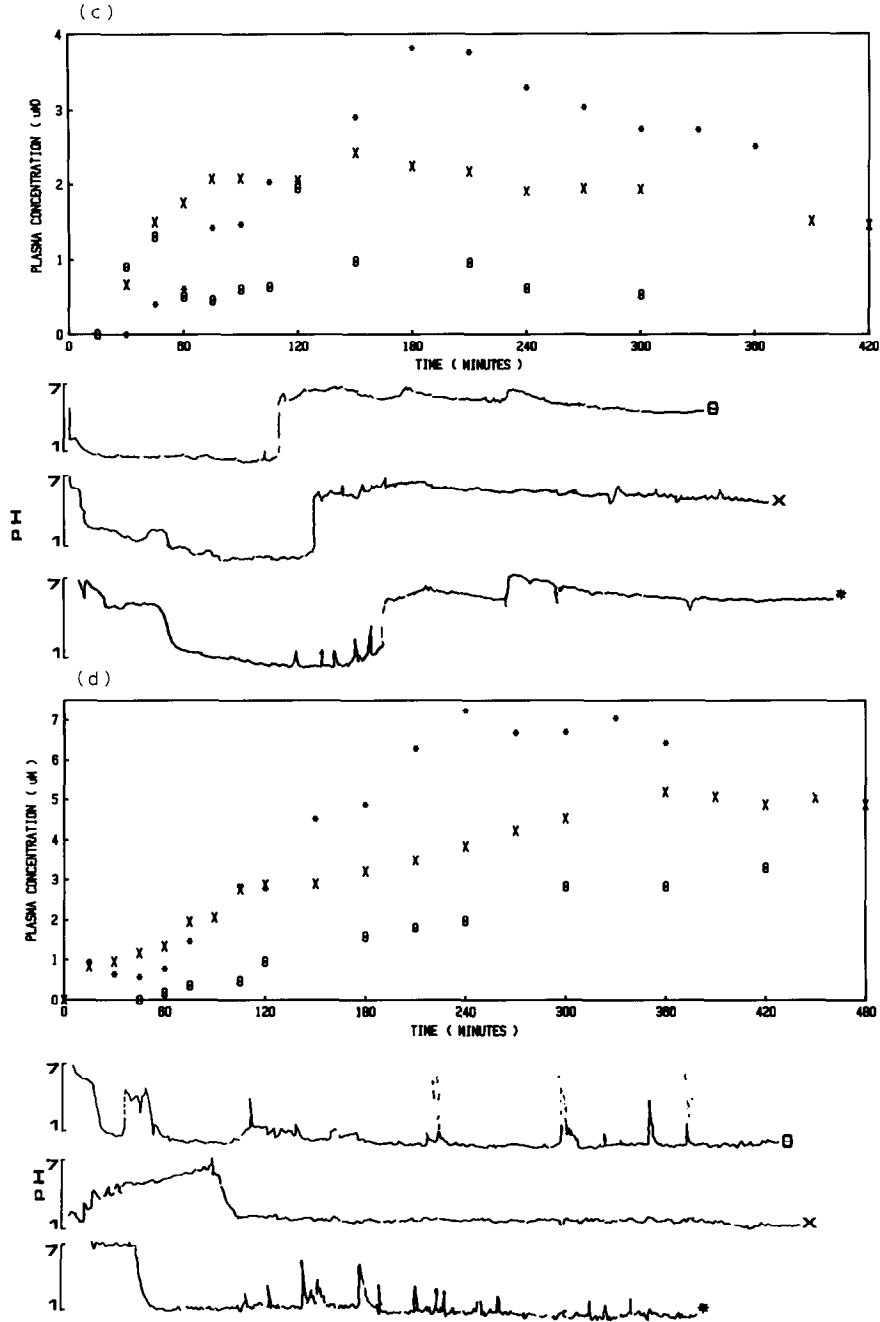 (c)
4
3
2
1
0
PLASMA CONCENTRATION ( uM)
0 60 120 180 240 300 360 420
TIME ( MINUTES )
7
1
θ
7
1
X
7
1
*
pH
(d)
7
6
5
4
3
2
1
0
PLASMA CONCENTRATION ( uM )
0 60 120 180 240 300 360 420 480
TIME ( MINUTES )
7
1
θ
7
1
X
7
1
*
pH